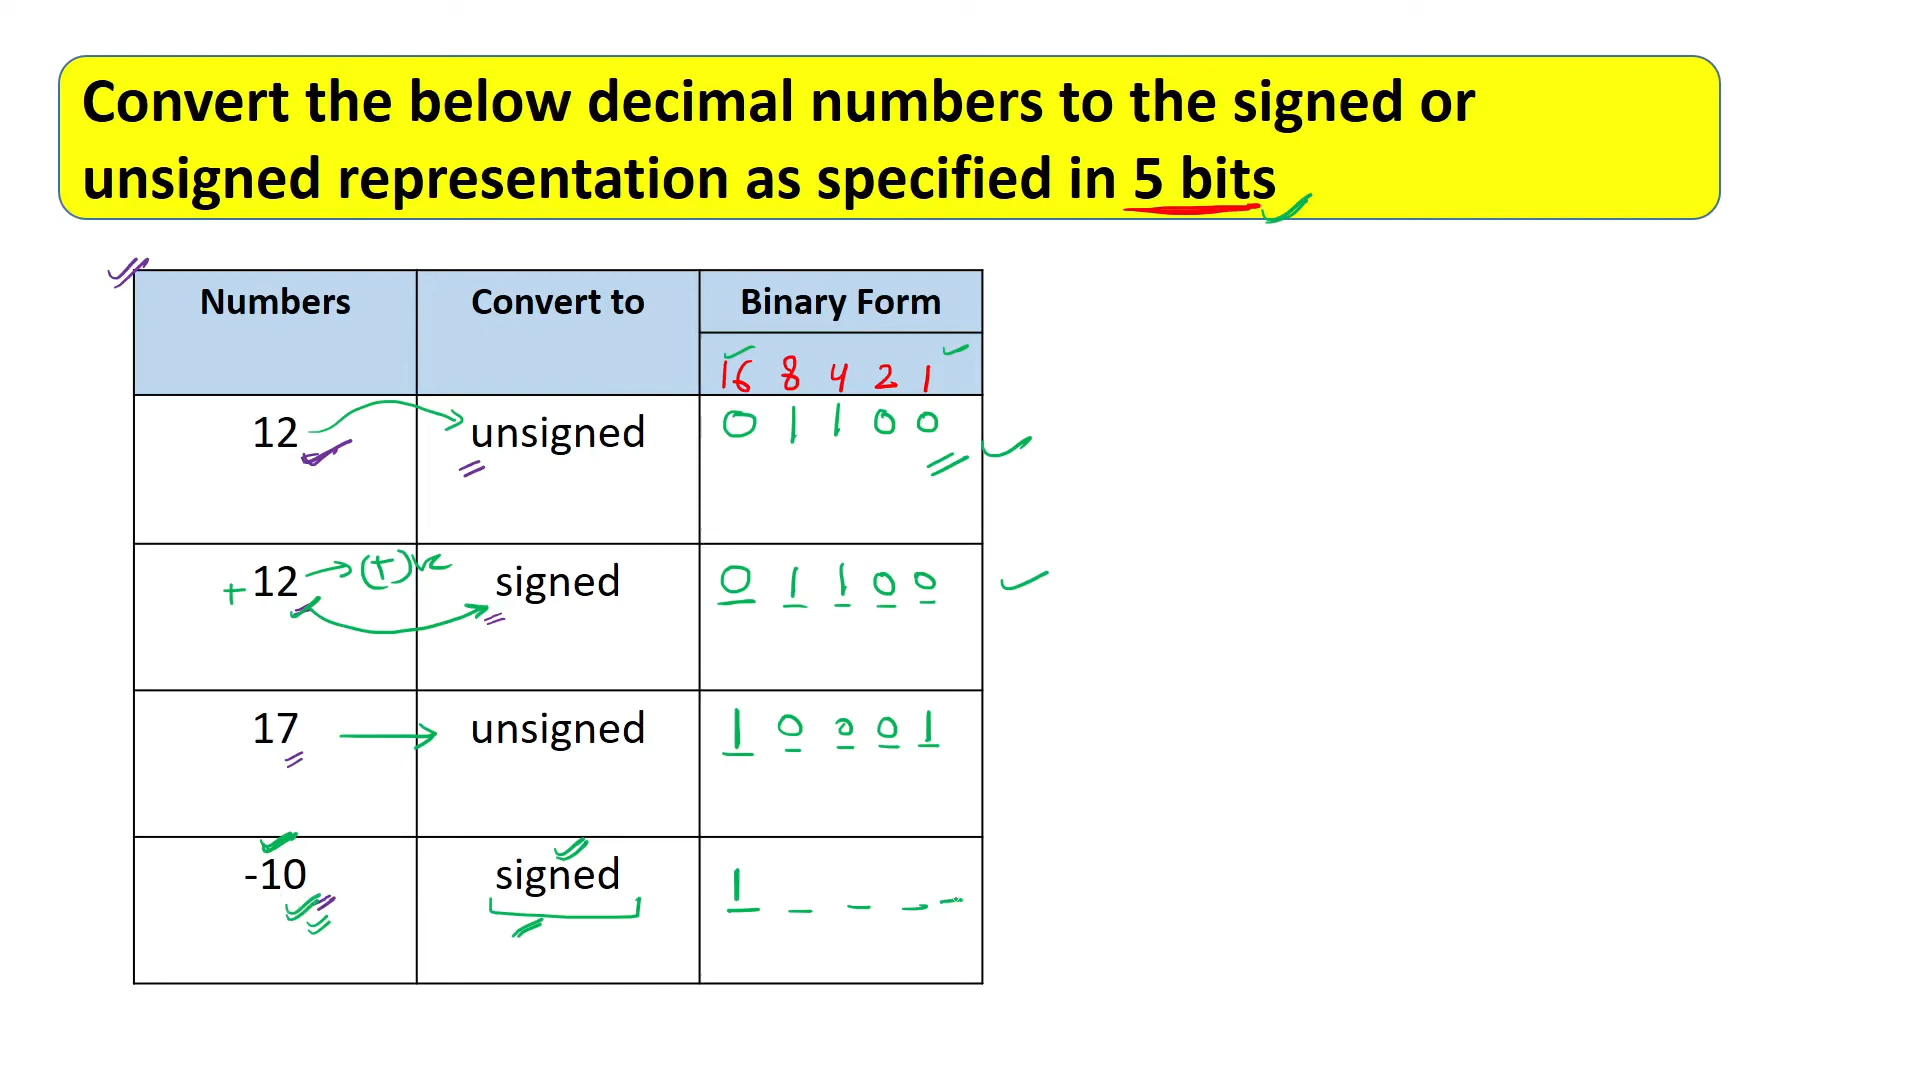 Convert the below decimal numbers to the signed or
unsigned representation as specified in 5 bits
Numbers Convert to Binary Form
16 8 4 2 1
12 unsigned 0 1 1 0 0
+12 (+)ve signed 0 1 1 0 0
17 unsigned 1 0 0 0 1
-10 signed 1 _ _ _ _